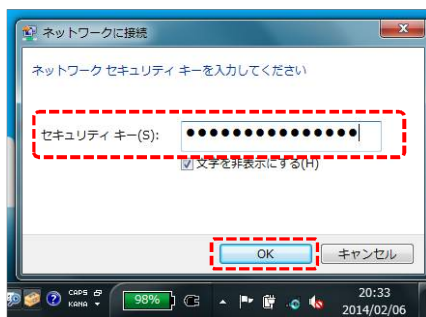 ネットワークに接続
ネットワーク セキュリティ キーを入力してください
セキュリティ キー(S): ●●●●●●●●●●●●●●●
文字を非表示にする(H)
OK キャンセル
CAPS
KANA
98%
20:33
2014/02/06